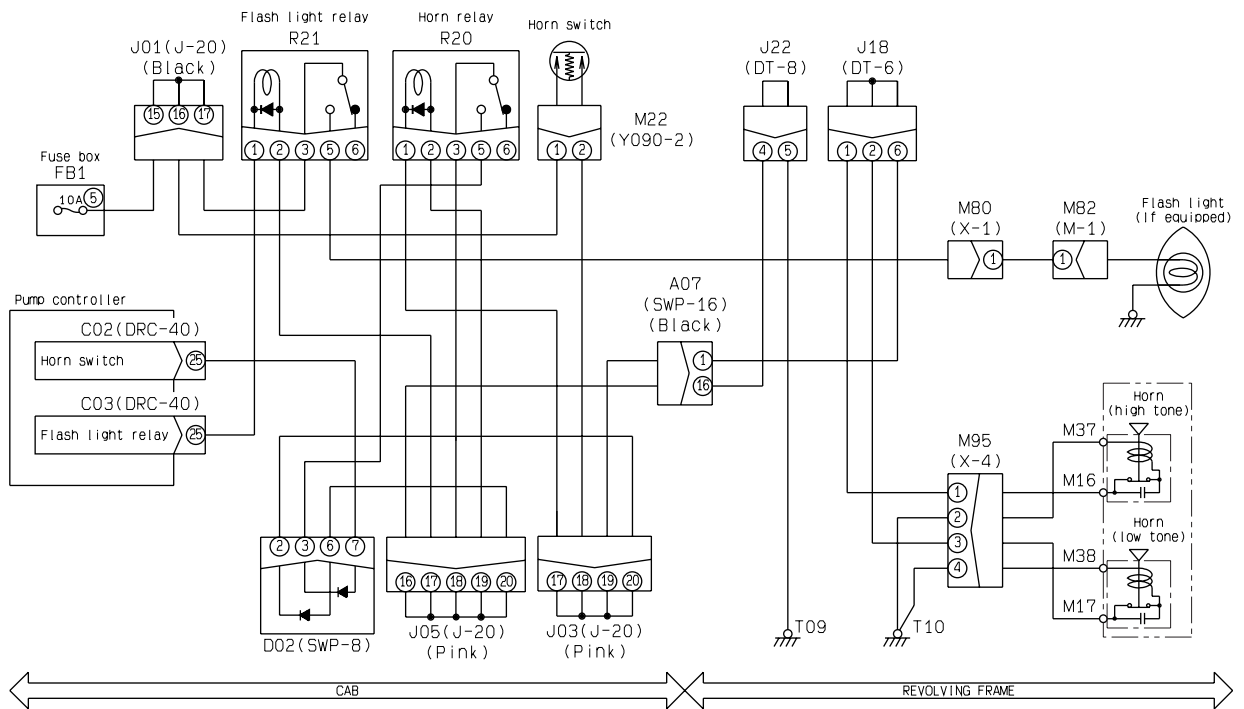 Flash light relay
R21
Horn relay
R20
Horn switch
J01(J-20)
(Black)
J22
(DT-8)
J18
(DT-6)
15 16 17
M22
(Y090-2)
1 2 3 5 6
1 2 3 5 6
1 2
4 5
1 2 6
Fuse box
FB1
10A 5
M80
(X-1)
1
M82
(M-1)
1
Flash light
(If equipped)
Pump controller
C02(DRC-40)
Horn switch
25
C03(DRC-40)
Flash light relay
25
A07
(SWP-16)
(Black)
1
16
Horn
(high tone)
M37
M16
M95
(X-4)
1
2
3
4
Horn
(low tone)
M38
M17
2 3 6 7
D02(SWP-8)
16 17 18 19 20
J05(J-20)
(Pink)
17 18 19 20
J03(J-20)
(Pink)
T09
T10
CAB
REVOLVING FRAME